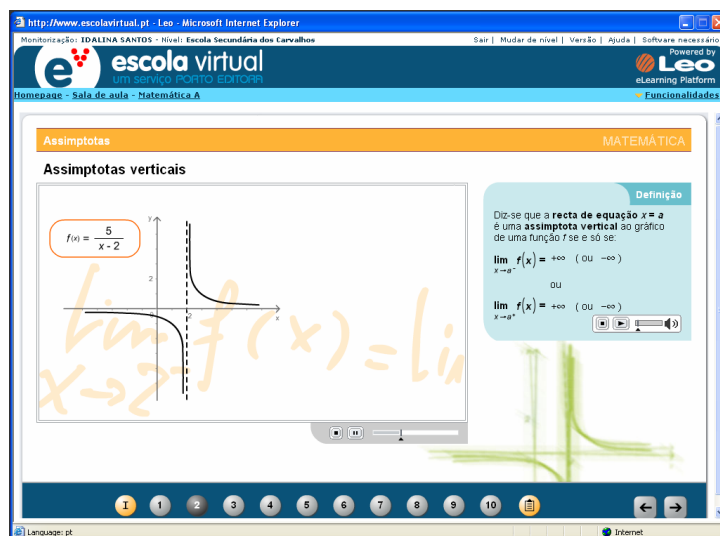 http://www.escolavirtual.pt - Leo - Microsoft Internet Explorer
Monitorização: IDALINA SANTOS - Nível: Escola Secundária dos Carvalhos
Sair | Mudar de nível | Versão | Ajuda | Software necessário
e
escola virtual
um serviço PORTO EDITORA
Powered by
Leo
eLearning Platform
Homepage - Sala de aula - Matemática A
Funcionalidades
Assimptotas
MATEMÁTICA
Assimptotas verticais
f(x) = 5 / (x - 2)
y
2
0
2
x
lim f(x) = lim
x→2⁻
Definição
Diz-se que a recta de equação x = a
é uma assimptota vertical ao gráfico
de uma função f se e só se:
lim f(x) = +∞ ( ou -∞ )
x→a⁻
ou
lim f(x) = +∞ ( ou -∞ )
x→a⁺
I 1 2 3 4 5 6 7 8 9 10
Language: pt
Internet